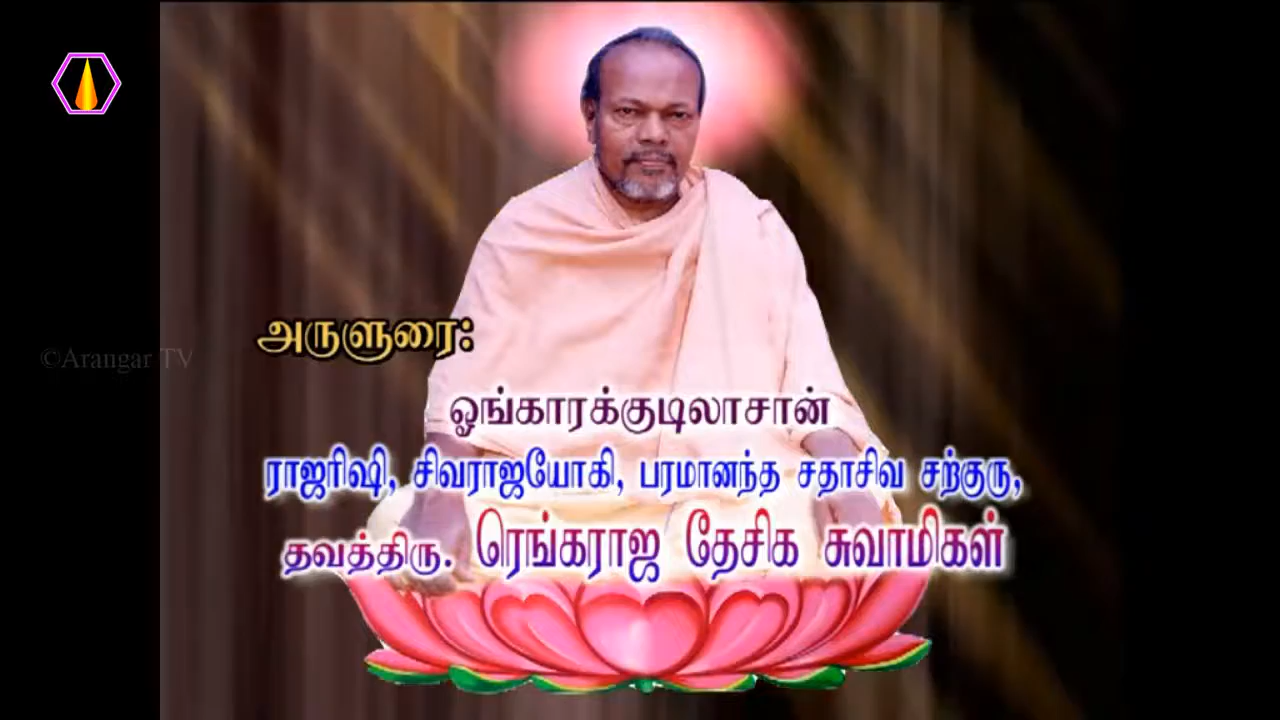 அருளுரை:
©Arangar TV
ஓங்காரக்குடிலாசான்
ராஜரிஷி, சிவராஜயோகி, பரமானந்த சதாசிவ சற்குரு,
தவத்திரு. ரெங்கராஜ தேசிக சுவாமிகள்